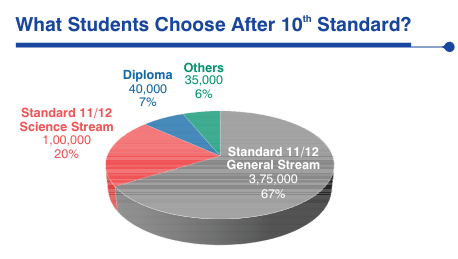 What Students Choose After 10th Standard?
Others
35,000
6%
Diploma
40,000
7%
Standard 11/12
Science Stream
1,00,000
20%
Standard 11/12
General Stream
3,75,000
67%